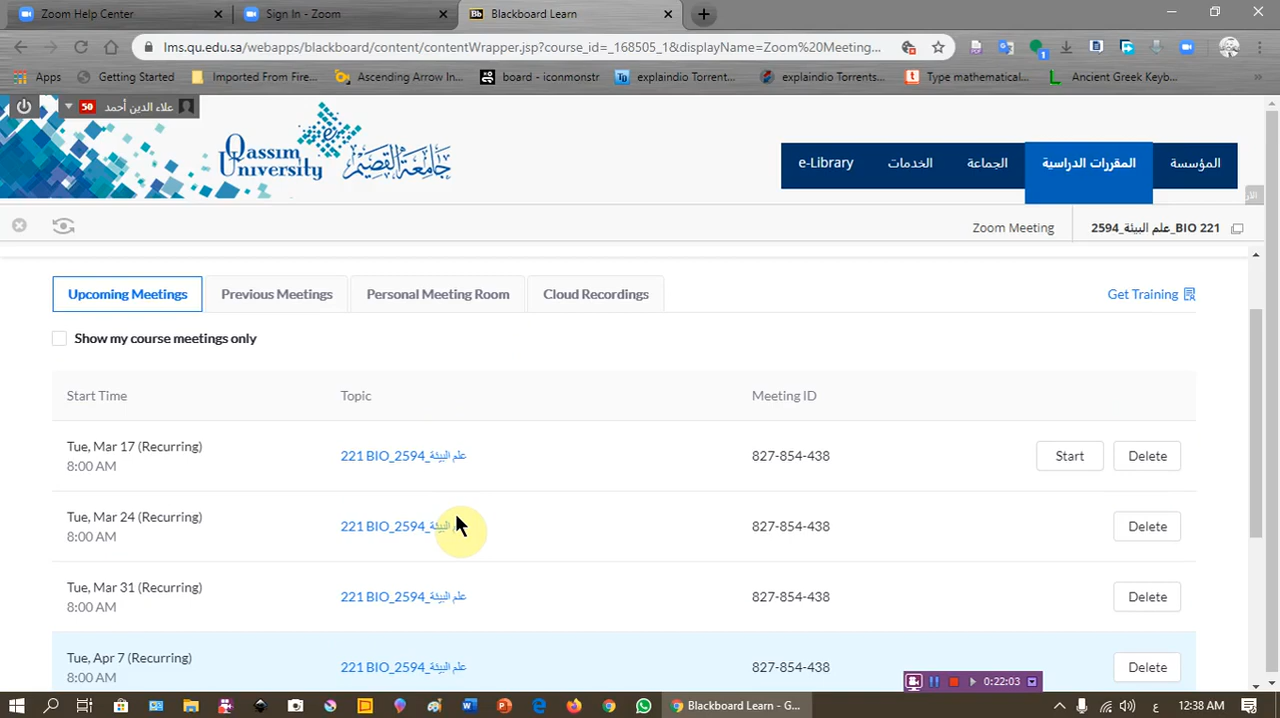 Zoom Help Center
Sign In - Zoom
Blackboard Learn
lms.qu.edu.sa/webapps/blackboard/content/contentWrapper.jsp?course_id=_168505_1&displayName=Zoom%20Meeting...
Apps
Getting Started
Imported From Fire...
Ascending Arrow In...
board - iconmonstr
explaindio Torrent...
explaindio Torrents...
Type mathematical...
Ancient Greek Keyb...
علاء الدين أحمد
50
Qassim
University
جامعة القصيم
e-Library
الخدمات
الجماعة
المقررات الدراسية
المؤسسة
Zoom Meeting
221 BIO_علم البيئة_2594
Upcoming Meetings
Previous Meetings
Personal Meeting Room
Cloud Recordings
Get Training
Show my course meetings only
Start Time
Topic
Meeting ID
Tue, Mar 17 (Recurring)
8:00 AM
221 BIO_2594_علم البيئة
827-854-438
Start
Delete
Tue, Mar 24 (Recurring)
8:00 AM
221 BIO_2594_البيئة
827-854-438
Delete
Tue, Mar 31 (Recurring)
8:00 AM
221 BIO_2594_علم البيئة
827-854-438
Delete
Tue, Apr 7 (Recurring)
8:00 AM
221 BIO_2594_علم البيئة
827-854-438
Delete
0:22:03
Blackboard Learn - G...
ع
12:38 AM